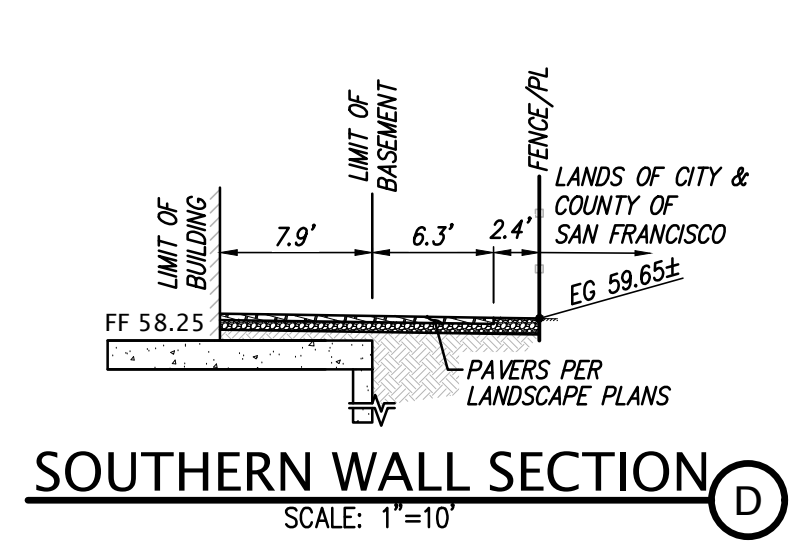 LIMIT OF
BUILDING
LIMIT OF
BASEMENT
FENCE/PL
LANDS OF CITY &
COUNTY OF
SAN FRANCISCO
7.9'
6.3'
2.4'
EG 59.65±
FF 58.25
PAVERS PER
LANDSCAPE PLANS
SOUTHERN WALL SECTION
D
SCALE: 1"=10'